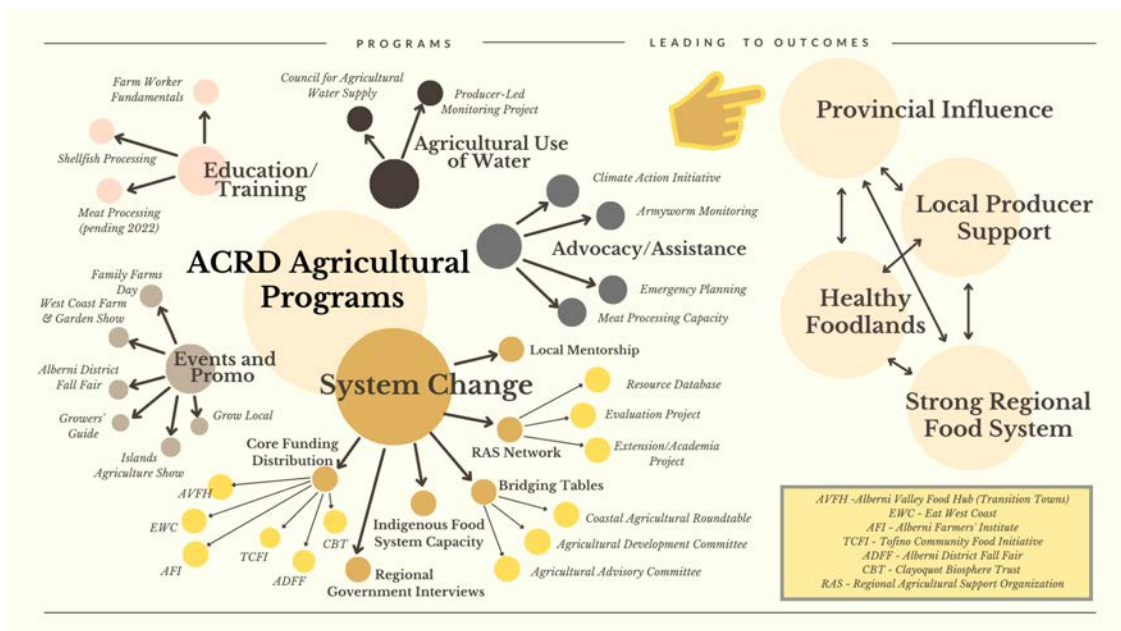 PROGRAMS
LEADING TO OUTCOMES
Farm Worker
Fundamentals
Shellfish Processing
Meat Processing
(pending 2022)
Education/
Training
Council for Agricultural
Water Supply
Producer-Led
Monitoring Project
Agricultural Use
of Water
Climate Action Initiative
Armyworm Monitoring
Advocacy/Assistance
Emergency Planning
Meat Processing Capacity
ACRD Agricultural
Programs
Family Farms
Day
West Coast Farm
& Garden Show
Alberni District
Fall Fair
Growers'
Guide
Islands
Agriculture Show
Grow Local
Events and
Promo
System Change
Local Mentorship
RAS Network
Resource Database
Evaluation Project
Extension/Academia
Project
Core Funding
Distribution
AVFH
EWC
AFI
TCFI
ADFF
CBT
Indigenous Food
System Capacity
Regional
Government Interviews
Bridging Tables
Coastal Agricultural Roundtable
Agricultural Development Committee
Agricultural Advisory Committee
Provincial Influence
Local Producer
Support
Healthy
Foodlands
Strong Regional
Food System
AVFH -Alberni Valley Food Hub (Transition Towns)
EWC - Eat West Coast
AFI - Alberni Farmers' Institute
TCFI - Tofino Community Food Initiative
ADFF - Alberni District Fall Fair
CBT - Clayoquot Biosphere Trust
RAS - Regional Agricultural Support Organization